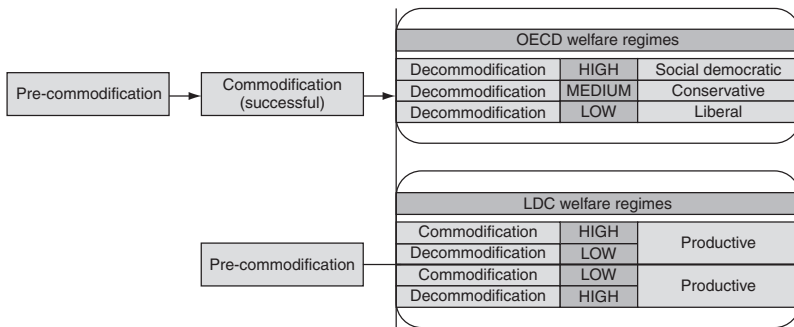 OECD welfare regimes
Decommodification HIGH Social democratic
Pre-commodification
Commodification
(successful)
Decommodification MEDIUM Conservative
Decommodification LOW Liberal
LDC welfare regimes
Commodification HIGH
Productive
Decommodification LOW
Pre-commodification
Commodification LOW
Productive
Decommodification HIGH